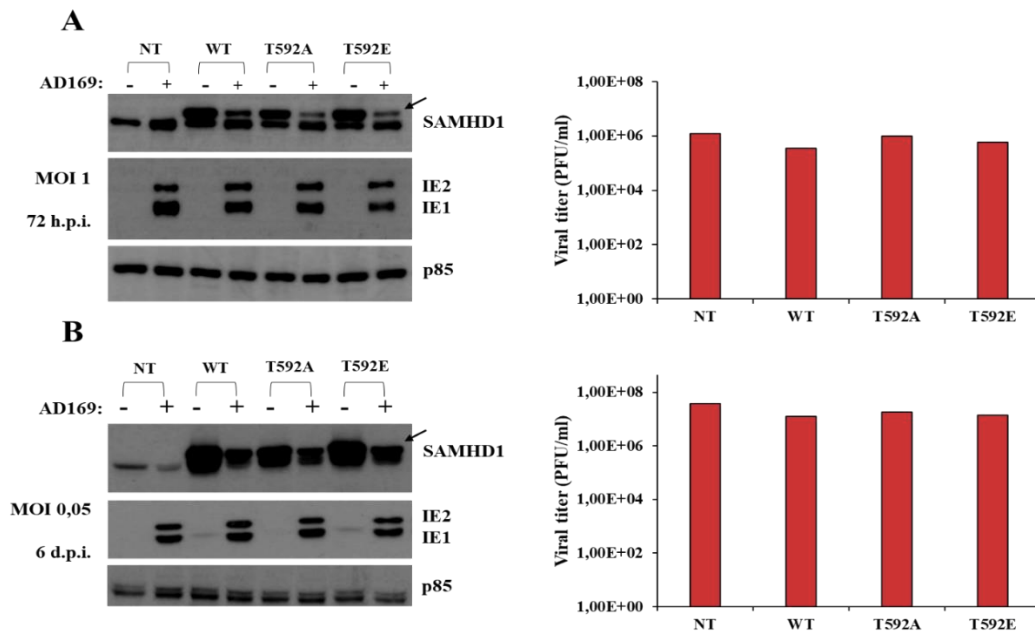 A
NT WT T592A T592E
AD169: - + - + - + - +
SAMHD1
MOI 1
72 h.p.i.
IE2
IE1
p85
Viral titer (PFU/ml)
1,00E+08
1,00E+06
1,00E+04
1,00E+02
1,00E+00
NT WT T592A T592E
B
NT WT T592A T592E
AD169: - + - + - + - +
SAMHD1
MOI 0,05
6 d.p.i.
IE2
IE1
p85
Viral titer (PFU/ml)
1,00E+08
1,00E+06
1,00E+04
1,00E+02
1,00E+00
NT WT T592A T592E